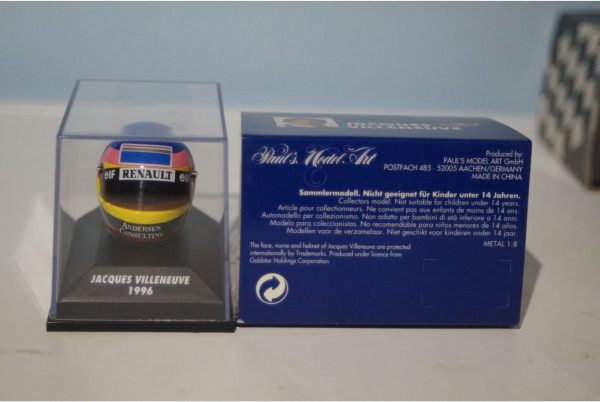 elf RENAULT elf
ANDERSEN
CONSULTING
JACQUES VILLENEUVE
1996
JACQUES
VILLENEUVE
Paul's Model Art
Produced by:
PAUL'S MODEL ART GmbH
POSTFACH 485 52005 AACHEN/GERMANY
MADE IN CHINA
Sammlermodell. Nicht geeignet für Kinder unter 14 Jahren.
Collectors model. Not suitable for children under 14 years.
Article pour collectionneurs. Ne convient pas aux enfants de moins de 14 ans.
Automodello per collezionismo. Non adatto per bambini di età inferiore a 14 anni.
Modelo para coleccionistas. No recomendable para niños menores de 14 años.
Modellen voor de verzamelaar. Niet geschikt voor kinderen onder 14 jaar.
METAL 1:8
The face, name and helmet of Jacques Villeneuve are protected
internationally by Trademarks. Produced under licence from
Goldstar Holdings Corporation.